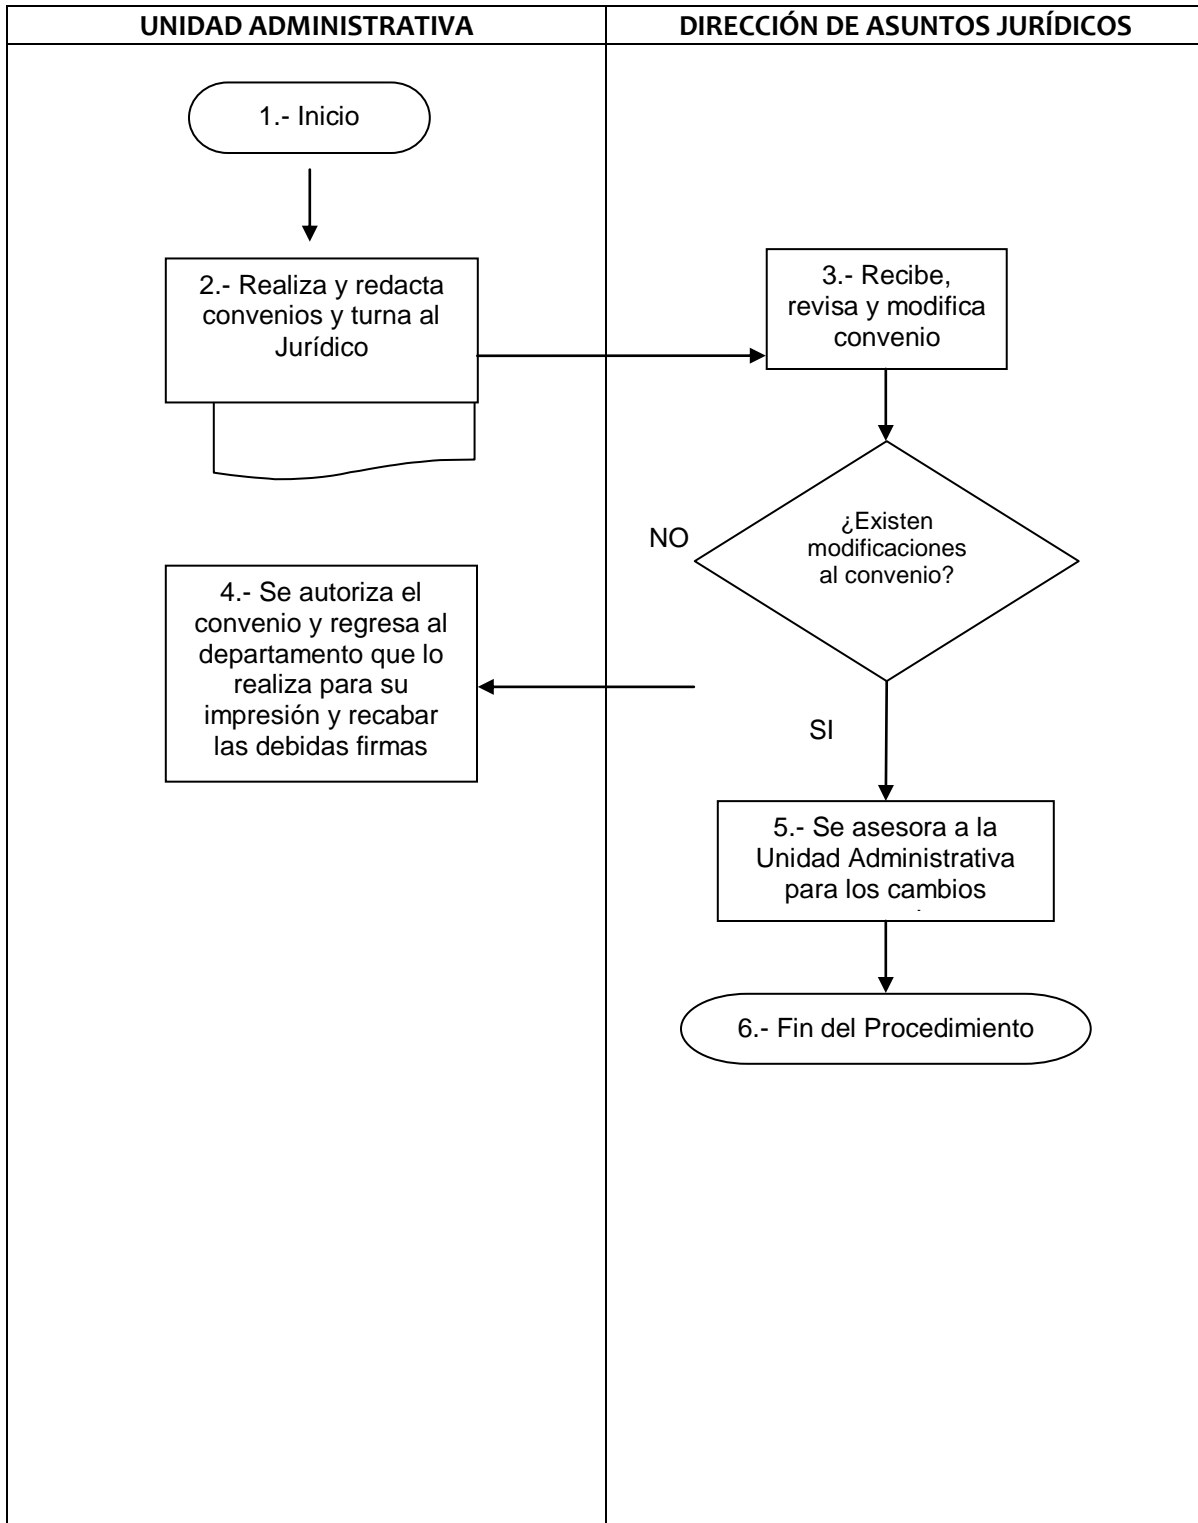 UNIDAD ADMINISTRATIVA
DIRECCIÓN DE ASUNTOS JURÍDICOS
1.- Inicio
2.- Realiza y redacta
convenios y turna al
Jurídico
3.- Recibe,
revisa y modifica
convenio
¿Existen
modificaciones
al convenio?
NO
4.- Se autoriza el
convenio y regresa al
departamento que lo
realiza para su
impresión y recabar
las debidas firmas
SI
5.- Se asesora a la
Unidad Administrativa
para los cambios
6.- Fin del Procedimiento